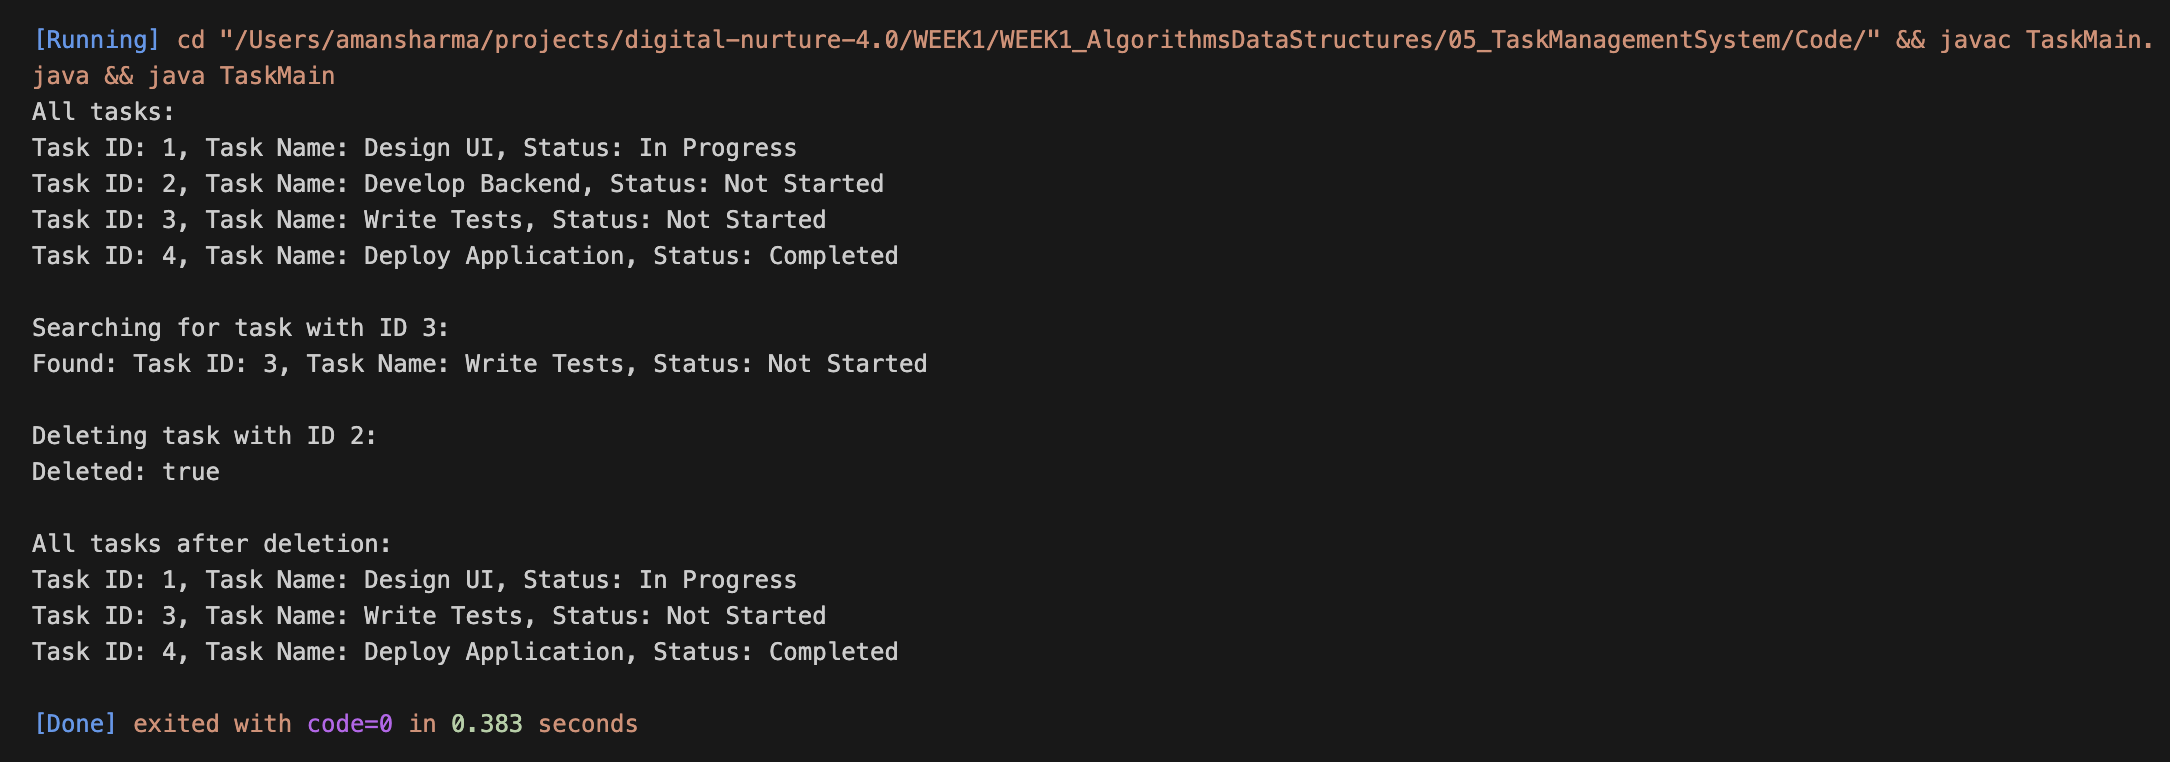 [Running] cd "/Users/amansharma/projects/digital-nurture-4.0/WEEK1/WEEK1_AlgorithmsDataStructures/05_TaskManagementSystem/Code/" && javac TaskMain.
java && java TaskMain
All tasks:
Task ID: 1, Task Name: Design UI, Status: In Progress
Task ID: 2, Task Name: Develop Backend, Status: Not Started
Task ID: 3, Task Name: Write Tests, Status: Not Started
Task ID: 4, Task Name: Deploy Application, Status: Completed

Searching for task with ID 3:
Found: Task ID: 3, Task Name: Write Tests, Status: Not Started

Deleting task with ID 2:
Deleted: true

All tasks after deletion:
Task ID: 1, Task Name: Design UI, Status: In Progress
Task ID: 3, Task Name: Write Tests, Status: Not Started
Task ID: 4, Task Name: Deploy Application, Status: Completed

[Done] exited with code=0 in 0.383 seconds